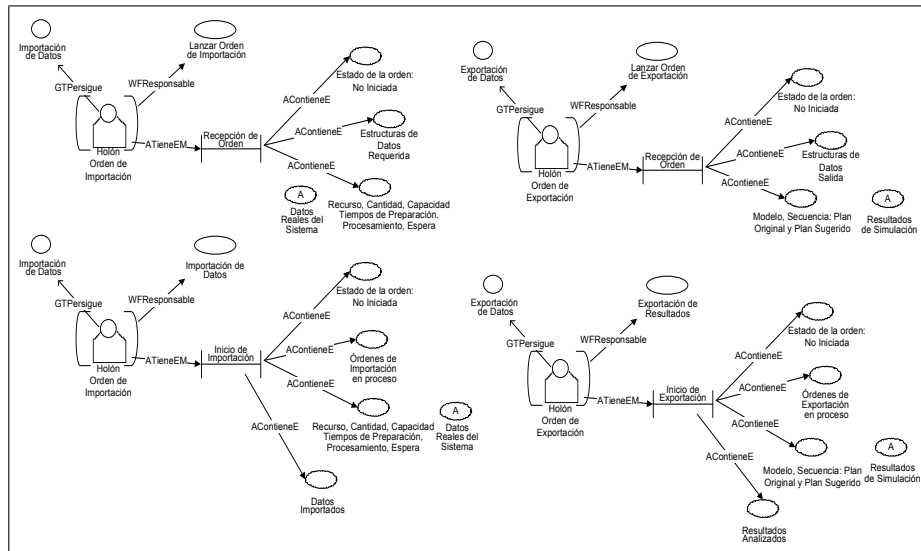 Importación
de Datos
Lanzar Orden
de Importación
GTPersigue
WFResponsable
Estado de la orden:
No Iniciada
AContieneE
Holón
Orden de
Importación
ATieneEM
Recepción de
Orden
AContieneE
Estructuras de
Datos
Requerida
AContieneE
A
Datos
Reales del
Sistema
Recurso, Cantidad, Capacidad
Tiempos de Preparación,
Procesamiento, Espera
Exportación
de Datos
Lanzar Orden
de Exportación
GTPersigue
WFResponsable
Estado de la orden:
No Iniciada
AContieneE
Holón
Orden de
Exportación
ATieneEM
Recepción de
Orden
AContieneE
Estructuras de
Datos
Salida
AContieneE
Modelo, Secuencia: Plan
Original y Plan Sugerido
A
Resultados
de Simulación
Importación
de Datos
Importación de
Datos
GTPersigue
WFResponsable
Estado de la orden:
No Iniciada
AContieneE
Holón
Orden de
Importación
ATieneEM
Inicio de
Importación
AContieneE
Órdenes de
Importación
en proceso
AContieneE
Recurso, Cantidad, Capacidad
Tiempos de Preparación,
Procesamiento, Espera
A
Datos
Reales del
Sistema
AContieneE
Datos
Importados
Exportación
de Datos
Exportación de
Resultados
GTPersigue
WFResponsable
Estado de la orden:
No Iniciada
AContieneE
Holón
Orden de
Exportación
ATieneEM
Inicio de
Exportación
AContieneE
Órdenes de
Exportación
en proceso
AContieneE
Modelo, Secuencia: Plan
Original y Plan Sugerido
A
Resultados
de Simulación
AContieneE
Resultados
Analizados